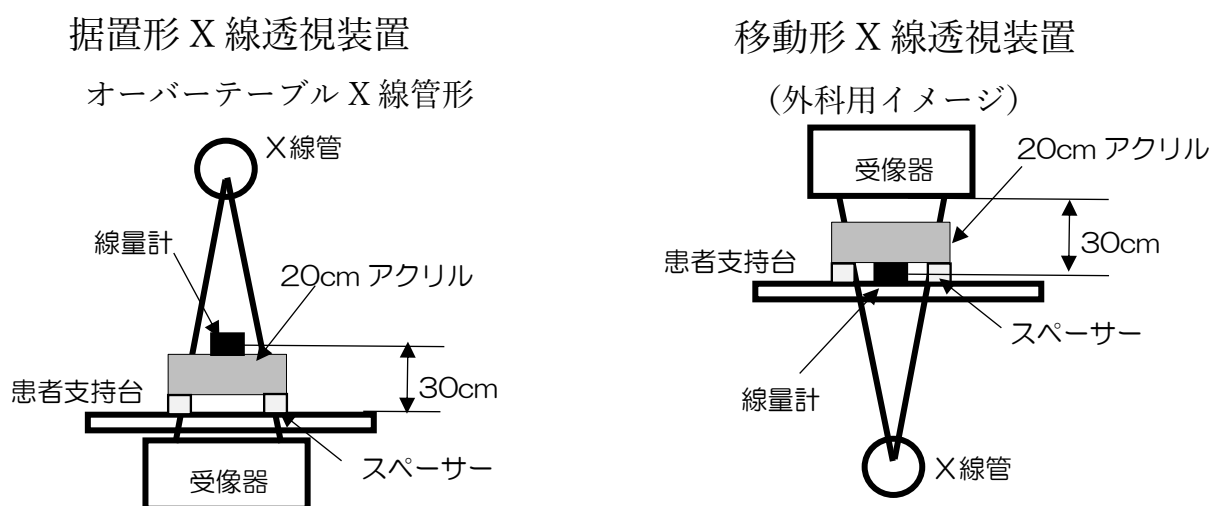 据置形 X 線透視装置
オーバーテーブル X 線管形
X線管
線量計
20cm アクリル
患者支持台
30cm
スペーサー
受像器
移動形 X 線透視装置
(外科用イメージ)
受像器
20cm アクリル
30cm
患者支持台
スペーサー
線量計
X線管